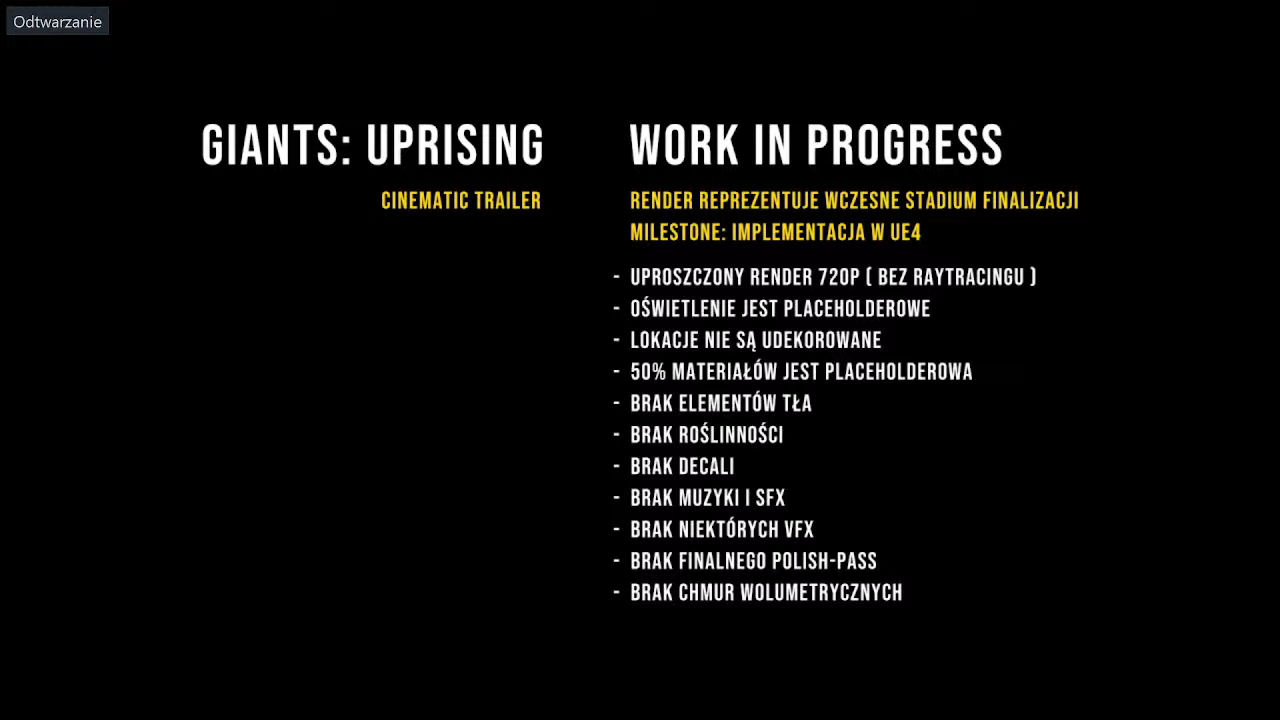 Odtwarzanie
GIANTS: UPRISING
CINEMATIC TRAILER
WORK IN PROGRESS
RENDER REPREZENTUJE WCZESNE STADIUM FINALIZACJI
MILESTONE: IMPLEMENTACJA W UE4
- UPROSZCZONY RENDER 720P ( BEZ RAYTRACINGU )
- OŚWIETLENIE JEST PLACEHOLDEROWE
- LOKACJE NIE SĄ UDEKOROWANE
- 50% MATERIAŁÓW JEST PLACEHOLDEROWA
- BRAK ELEMENTÓW TŁA
- BRAK ROŚLINNOŚCI
- BRAK DECALI
- BRAK MUZYKI I SFX
- BRAK NIEKTÓRYCH VFX
- BRAK FINALNEGO POLISH-PASS
- BRAK CHMUR WOLUMETRYCZNYCH